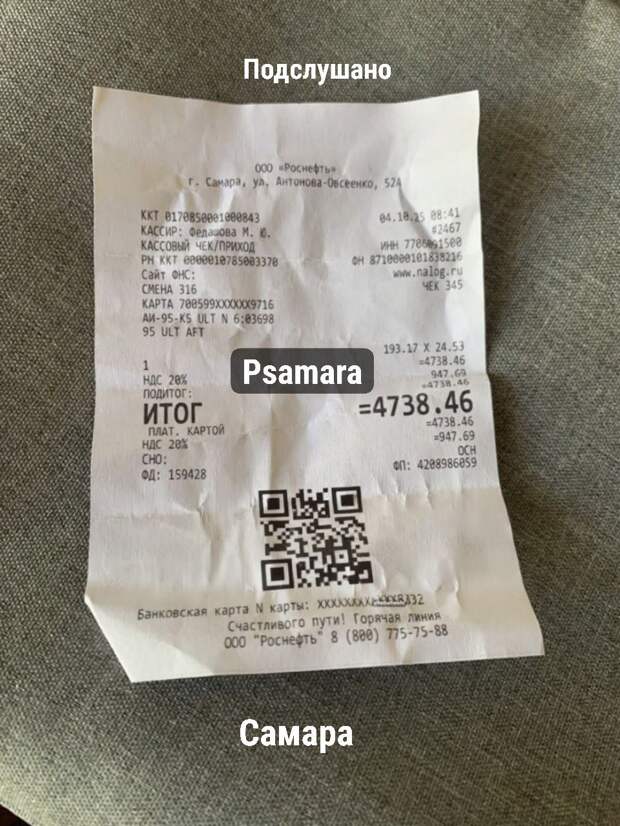 Подслушано
ООО «Роснефть»
г. Самара, ул. Антонова-Овсеенко, 52А
ККТ 0170850001000843 04.10.25 08:41
КАССИР: Федашова М. Ю. #2467
КАССОВЫЙ ЧЕК/ПРИХОД ИНН 7706091500
РН ККТ 0000010785003370 ФН 8710000101838216
Сайт ФНС: www.nalog.ru
СМЕНА 316 ЧЕК 345
КАРТА 700599XXXXXX9716
АИ-95-К5 ULT N 6:03698
95 ULT AFT
193.17 X 24.53
1 =4738.46
НДС 20% 947.69
ПОДИТОГ: =4738.46
Psamara
ИТОГ =4738.46
ПЛАТ. КАРТОЙ =4738.46
НДС 20% =947.69
СНО: ОСН
ФД: 159428 ФП: 4208986059
Банковская карта N карты:
Счастливого пути! Горячая линия
ООО "Роснефть" 8 (800) 775-75-88
Самара